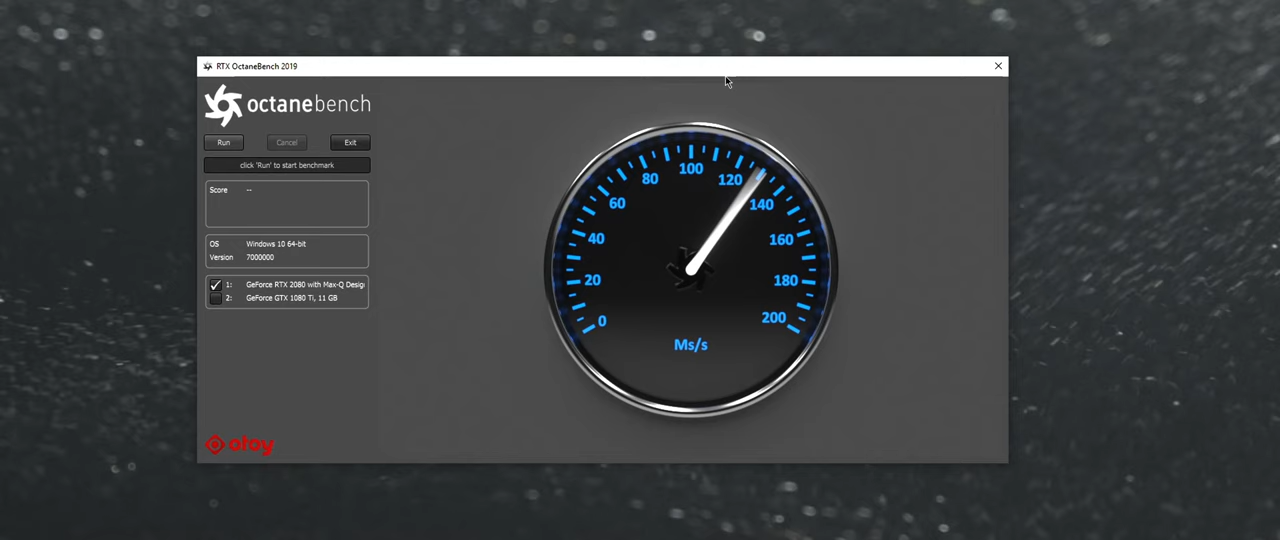 RTX OctaneBench 2019
octanebench
Run Cancel Exit
click 'Run' to start benchmark
Score --
OS Windows 10 64-bit
Version 7000000
1: GeForce RTX 2080 with Max-Q Desig
2: GeForce GTX 1080 Ti, 11 GB
otoy
0
20
40
60
80
100
120
140
160
180
200
Ms/s